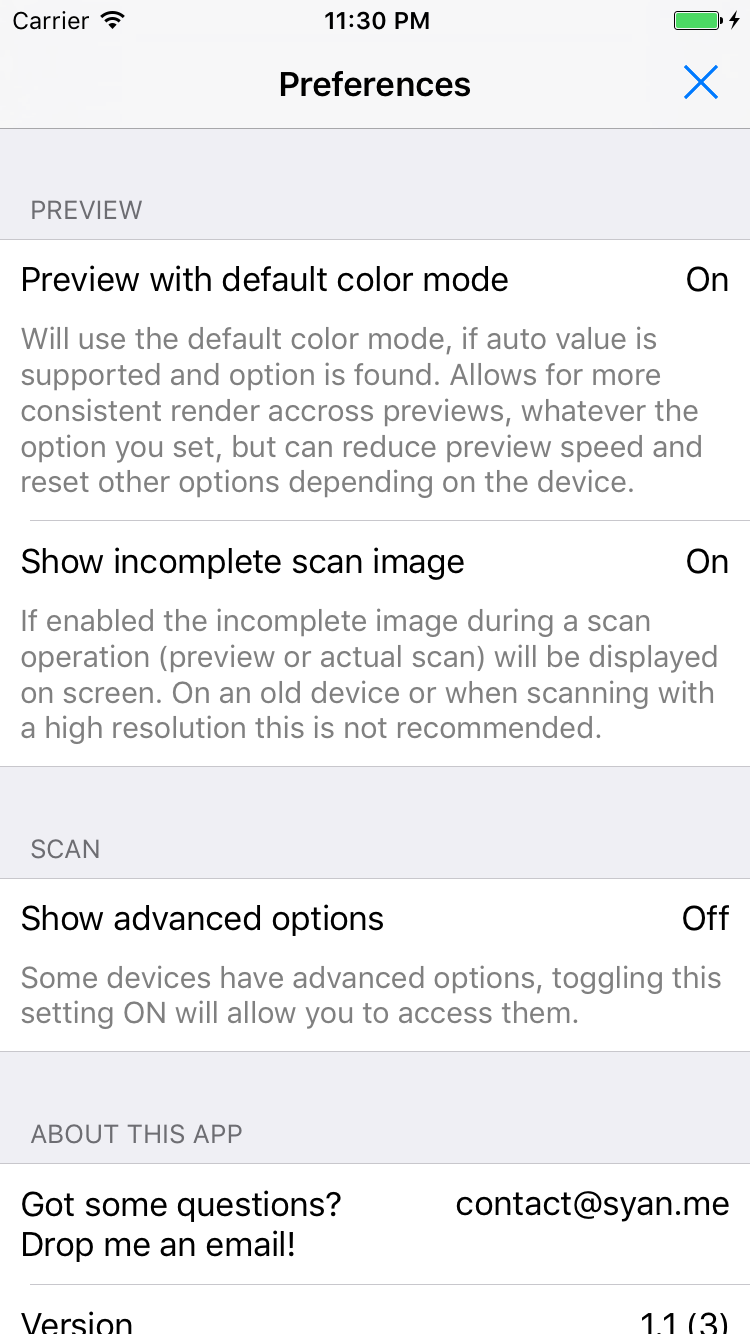 Carrier 11:30 PM
Preferences
PREVIEW
Preview with default color mode On
Will use the default color mode, if auto value is
supported and option is found. Allows for more
consistent render accross previews, whatever the
option you set, but can reduce preview speed and
reset other options depending on the device.
Show incomplete scan image On
If enabled the incomplete image during a scan
operation (preview or actual scan) will be displayed
on screen. On an old device or when scanning with
a high resolution this is not recommended.
SCAN
Show advanced options Off
Some devices have advanced options, toggling this
setting ON will allow you to access them.
ABOUT THIS APP
Got some questions? contact@syan.me
Drop me an email!
Version 1.1 (3)